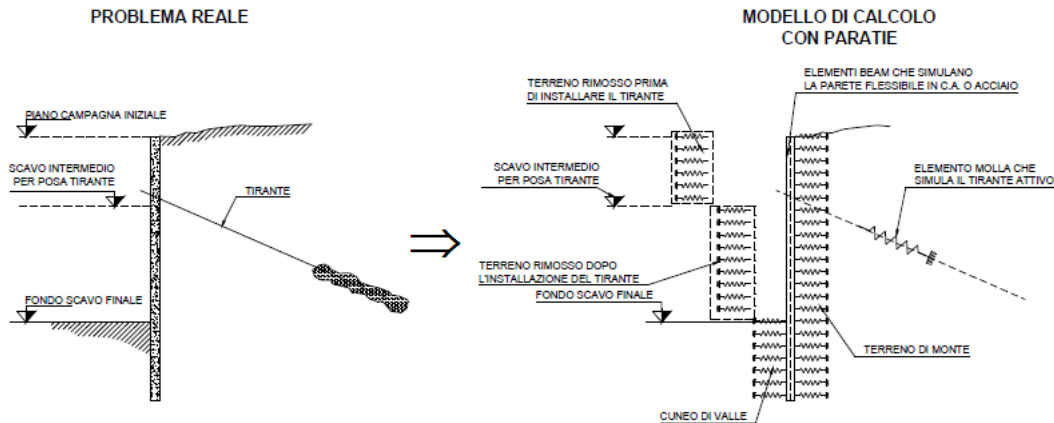 PROBLEMA REALE
PIANO CAMPAGNA INIZIALE
SCAVO INTERMEDIO
PER POSA TIRANTE
TIRANTE
FONDO SCAVO FINALE
MODELLO DI CALCOLO
CON PARATIE
TERRENO RIMOSSO PRIMA
DI INSTALLARE IL TIRANTE
ELEMENTI BEAM CHE SIMULANO
LA PARETE FLESSIBILE IN C.A. O ACCIAIO
SCAVO INTERMEDIO
PER POSA TIRANTE
ELEMENTO MOLLA CHE
SIMULA IL TIRANTE ATTIVO
TERRENO RIMOSSO DOPO
L'INSTALLAZIONE DEL TIRANTE
FONDO SCAVO FINALE
TERRENO DI MONTE
CUNEO DI VALLE